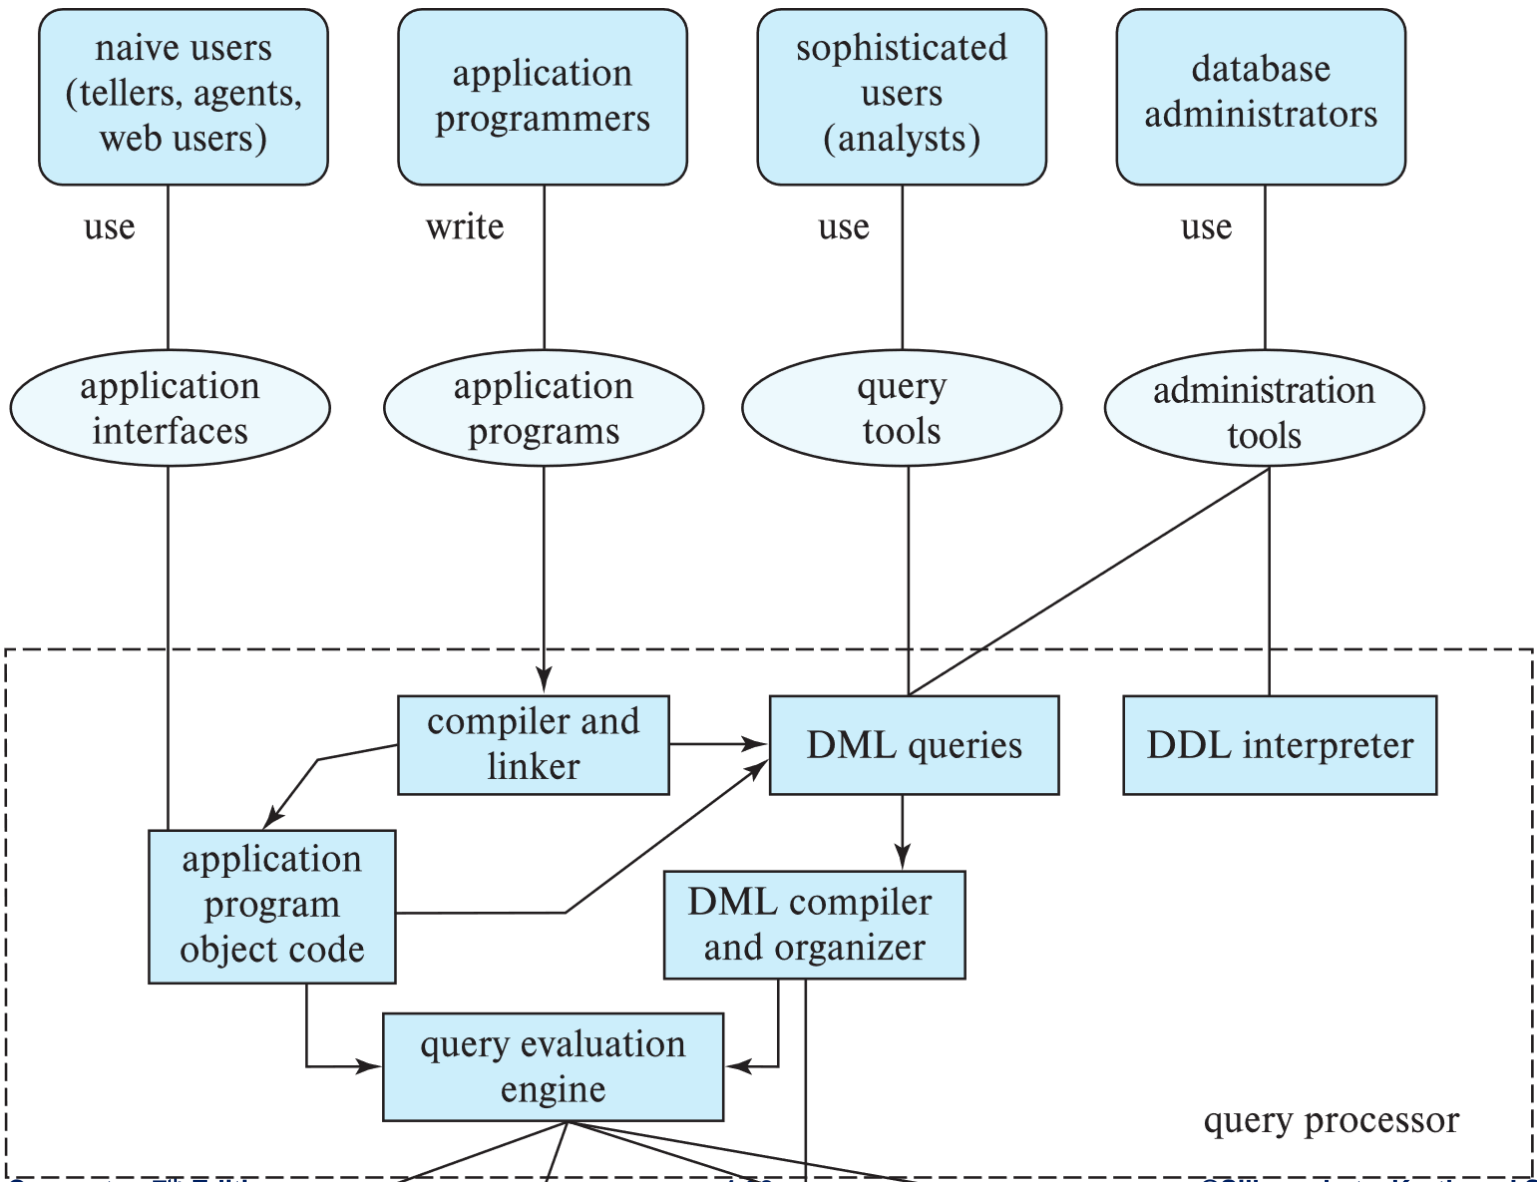 naive users
(tellers, agents,
web users)
application
programmers
sophisticated
users
(analysts)
database
administrators
use
write
use
use
application
interfaces
application
programs
query
tools
administration
tools
compiler and
linker
DML queries
DDL interpreter
application
program
object code
DML compiler
and organizer
query evaluation
engine
query processor